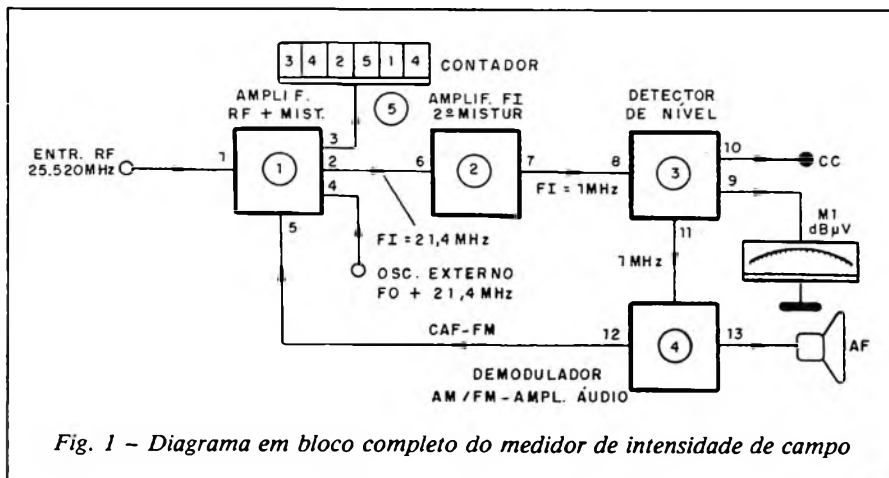 3 4 2 5 1 4
CONTADOR
5
AMPLIF.
RF + MIST.
AMPLIF. FI
2º MISTUR
DETECTOR
DE NÍVEL
ENTR. RF
25.520MHz
1
1
3
2
4
5
6
2
7
8
3
10
CC
9
11
FI = 1MHz
FI = 21,4 MHz
M1
dBµV
OSC. EXTERNO
FO + 21,4 MHz
1 MHz
CAF-FM
12
4
13
AF
DEMODULADOR
AM / FM - AMPL. ÁUDIO
Fig. 1 – Diagrama em bloco completo do medidor de intensidade de campo